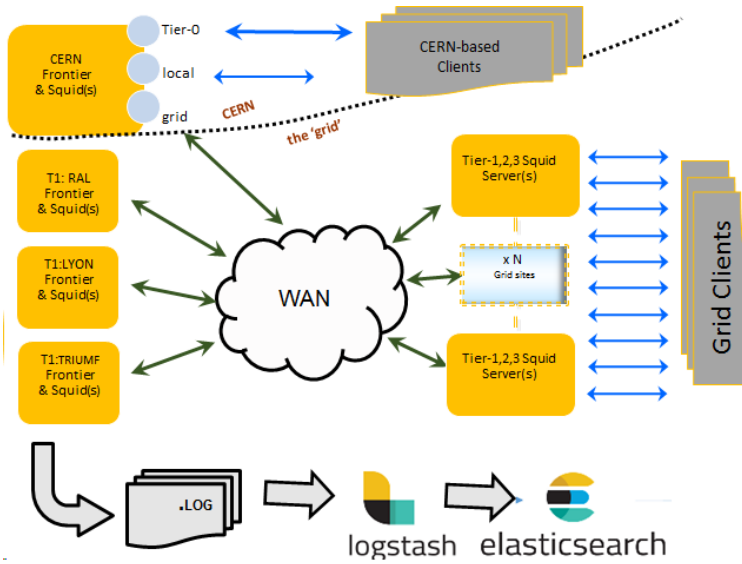 Tier-0
CERN
Frontier
& Squid(s)
local
grid
CERN-based
Clients
CERN
the 'grid'
T1: RAL
Frontier
& Squid(s)
T1:LYON
Frontier
& Squid(s)
T1:TRIUMF
Frontier
& Squid(s)
WAN
Tier-1,2,3 Squid
Server(s)
x N
Grid sites
Tier-1,2,3 Squid
Server(s)
Grid Clients
.LOG
logstash
elasticsearch